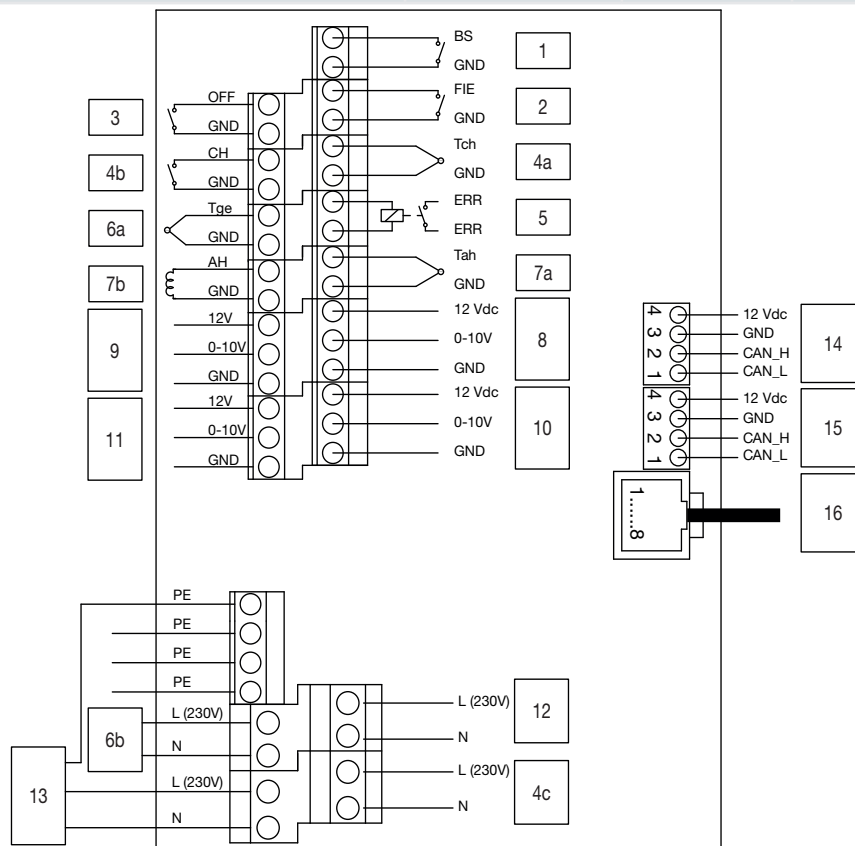 BS
1
GND
FIE
2
GND
OFF
3
GND
Tch
4a
GND
CH
4b
GND
ERR
5
ERR
Tge
6a
GND
Tah
7a
GND
AH
7b
GND
12 Vdc
0-10V
8
GND
12V
0-10V
9
GND
12 Vdc
0-10V
10
GND
12V
0-10V
11
GND
4 12 Vdc
3 GND
2 CAN_H
1 CAN_L
14
4 12 Vdc
3 GND
2 CAN_H
1 CAN_L
15
1......8
16
PE
PE
PE
PE
L (230V)
6b
N
L (230V)
13
N
L (230V)
12
N
L (230V)
4c
N